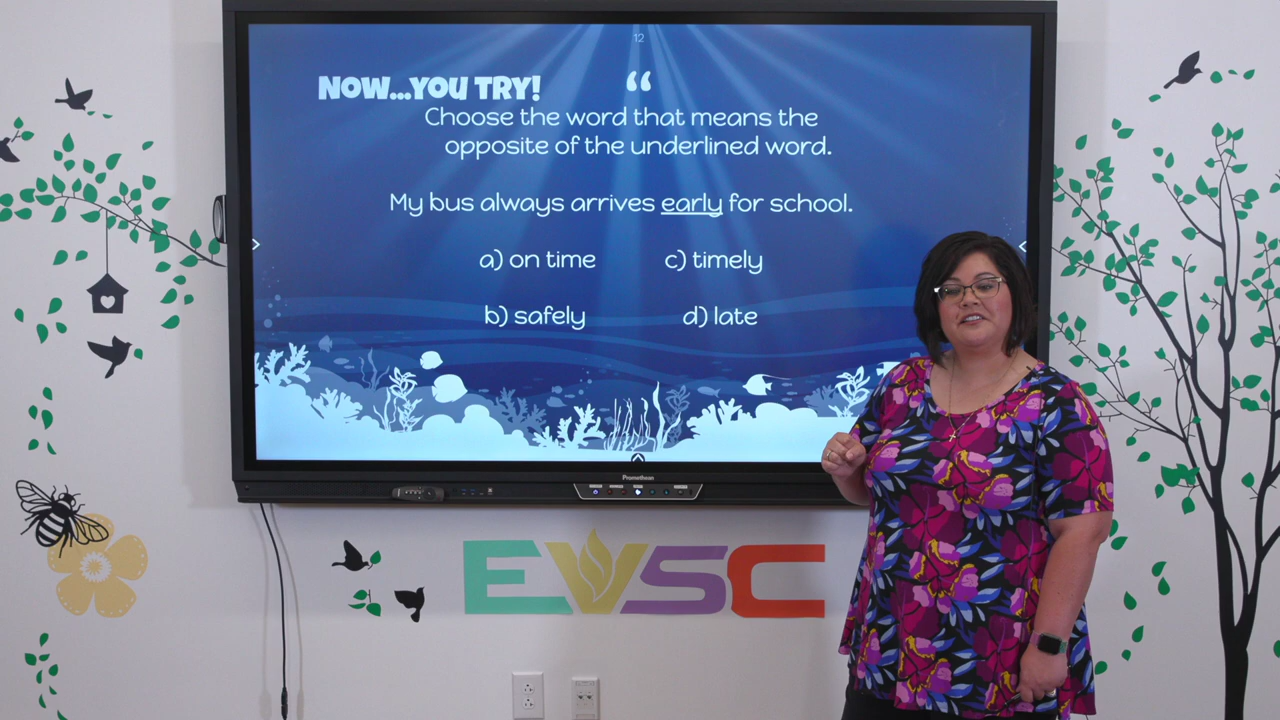 12
NOW...YOU TRY!
“
Choose the word that means the
opposite of the underlined word.
My bus always arrives early for school.
a) on time c) timely
b) safely d) late
Promethean
EVSC